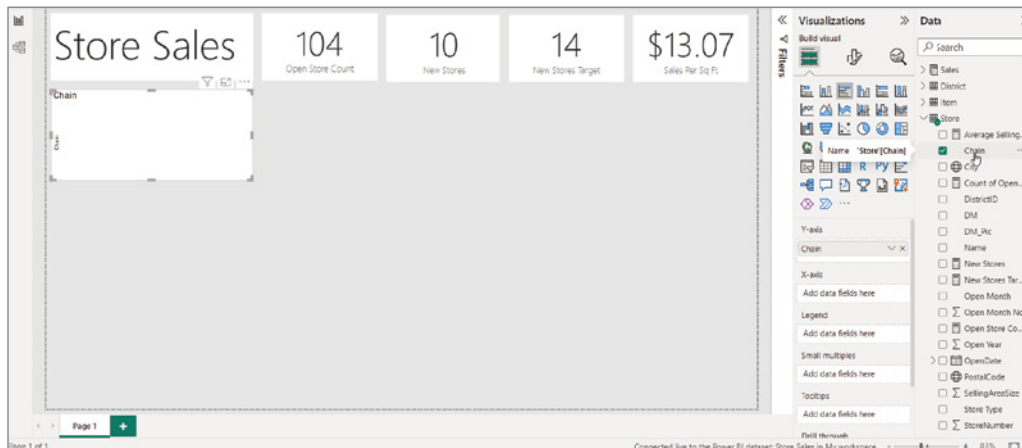 Store Sales
104
Open Store Count
10
New Stores
14
New Stores Target
$13.07
Sales Per Sq Ft
Chain
Chain
Filters
Visualizations
Build visual
Name 'Store'[Chain]
R Py
Y-axis
Chain
X-axis
Add data fields here
Legend
Add data fields here
Small multiples
Add data fields here
Tooltips
Add data fields here
Drill through
Data
Search
Sales
District
Item
Store
Average Selling...
Chain
City
Count of Open...
DistrictID
DM
DM_Pic
Name
New Stores
New Stores Tar...
Open Month
Open Month No
Open Store Co...
Open Year
OpenDate
PostalCode
SellingAreaSize
Store Type
StoreNumber
Page 1
Page 1 of 1
Connected live to the Power BI dataset: Store Sales in My workspace
83%